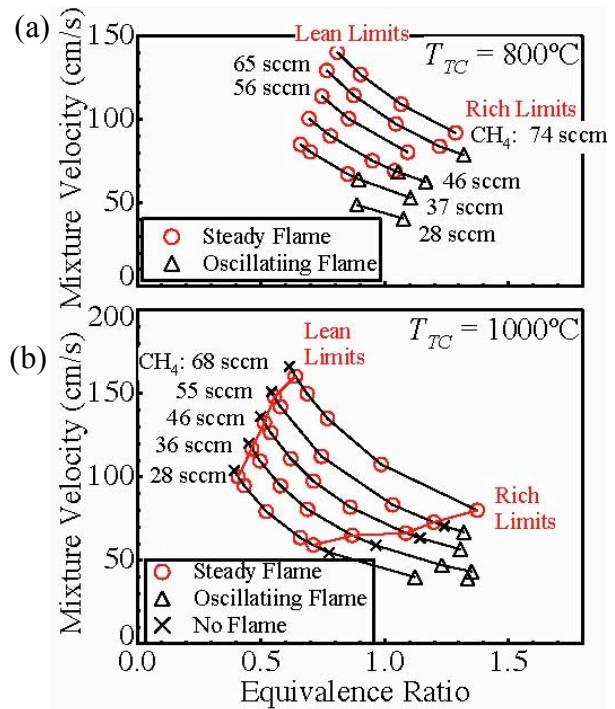 (a)
150
Lean Limits
T_TC = 800ºC
65 sccm
56 sccm
100
Rich Limits
CH4: 74 sccm
50
46 sccm
37 sccm
28 sccm
Steady Flame
Oscillatiing Flame
0
Mixture Velocity (cm/s)
(b)
200
Lean
Limits
T_TC = 1000ºC
CH4: 68 sccm
150
55 sccm
46 sccm
36 sccm
28 sccm
100
Rich
Limits
50
Steady Flame
Oscillatiing Flame
No Flame
0
Mixture Velocity (cm/s)
0.0 0.5 1.0 1.5
Equivalence Ratio